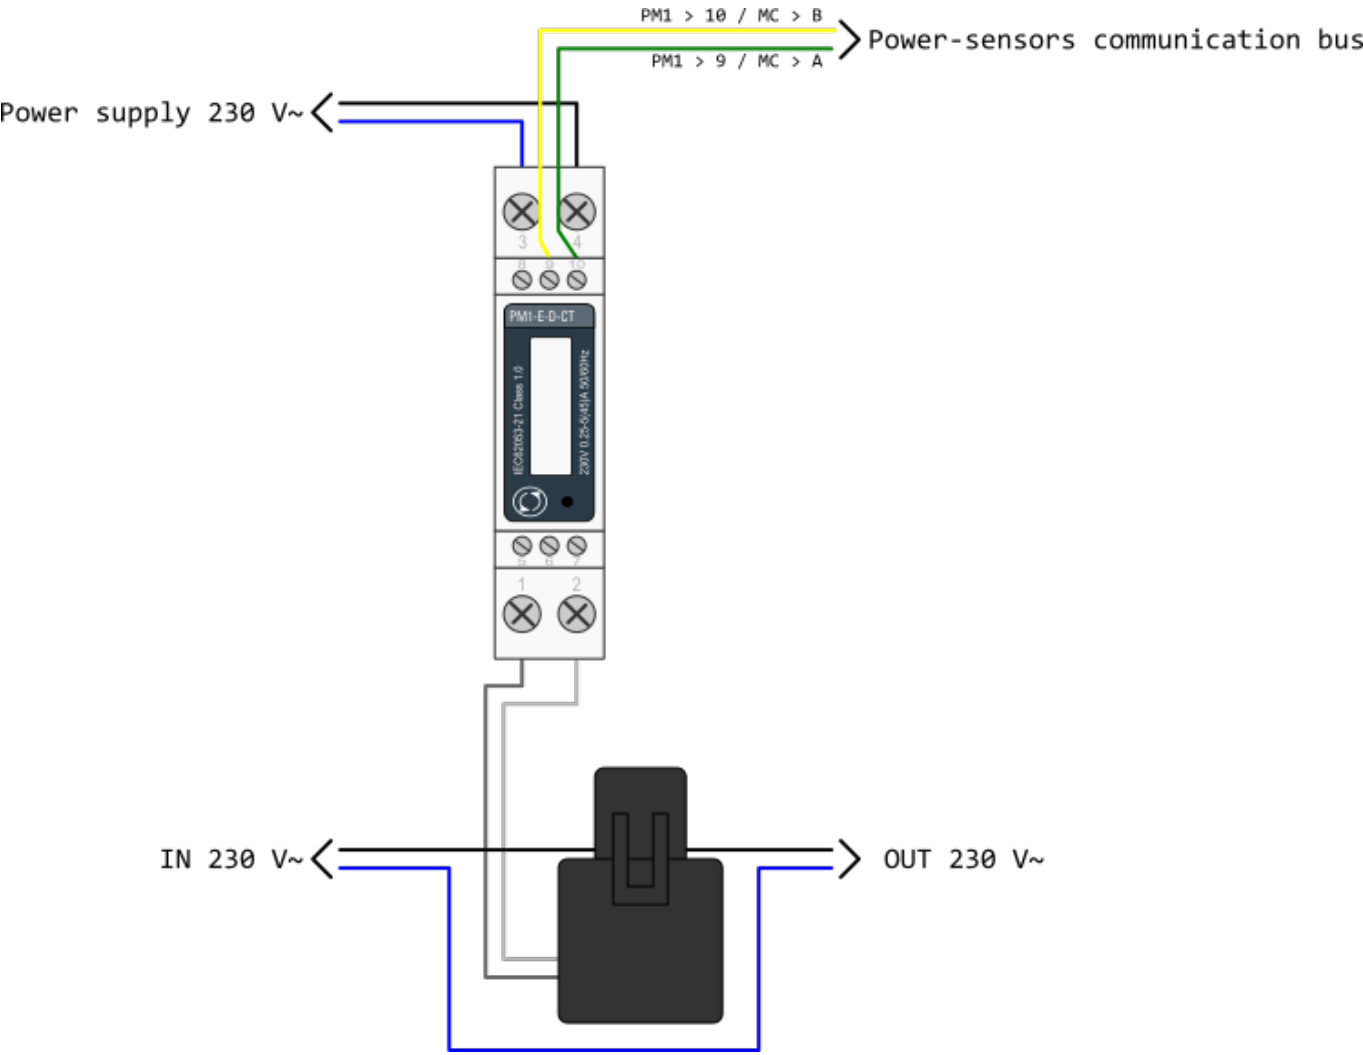 PM1 > 10 / MC > B
Power-sensors communication bus
PM1 > 9 / MC > A
Power supply 230 V~
3 4
8 9 10
PM1-E-D-CT
IEC62053-21 Class 1.0
230V 0.25-5(45)A 50/60Hz
5 6 7
1 2
IN 230 V~
OUT 230 V~